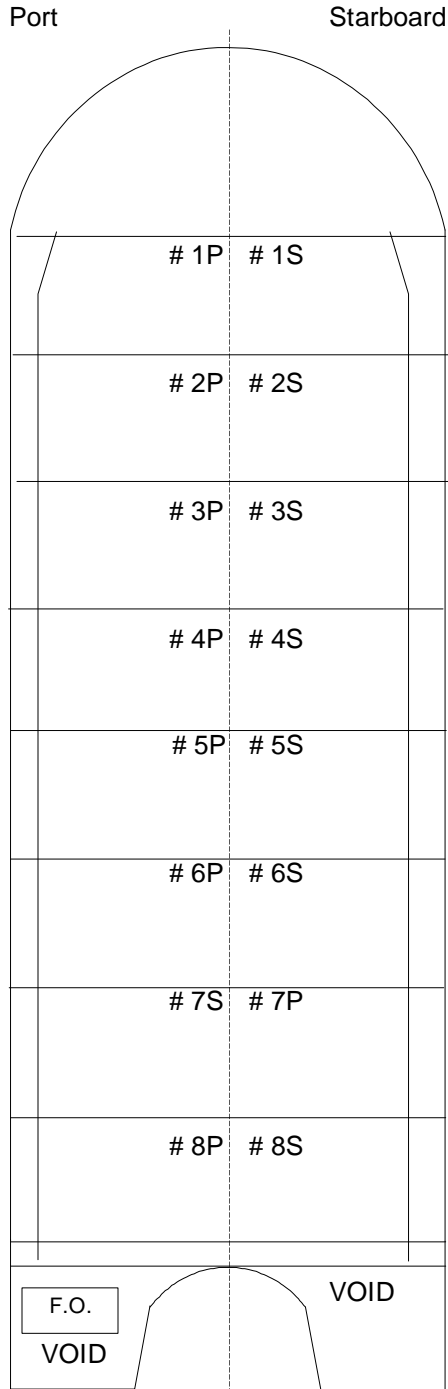 Port Starboard
# 1P # 1S
# 2P # 2S
# 3P # 3S
# 4P # 4S
# 5P # 5S
# 6P # 6S
# 7S # 7P
# 8P # 8S
VOID
F.O.
VOID